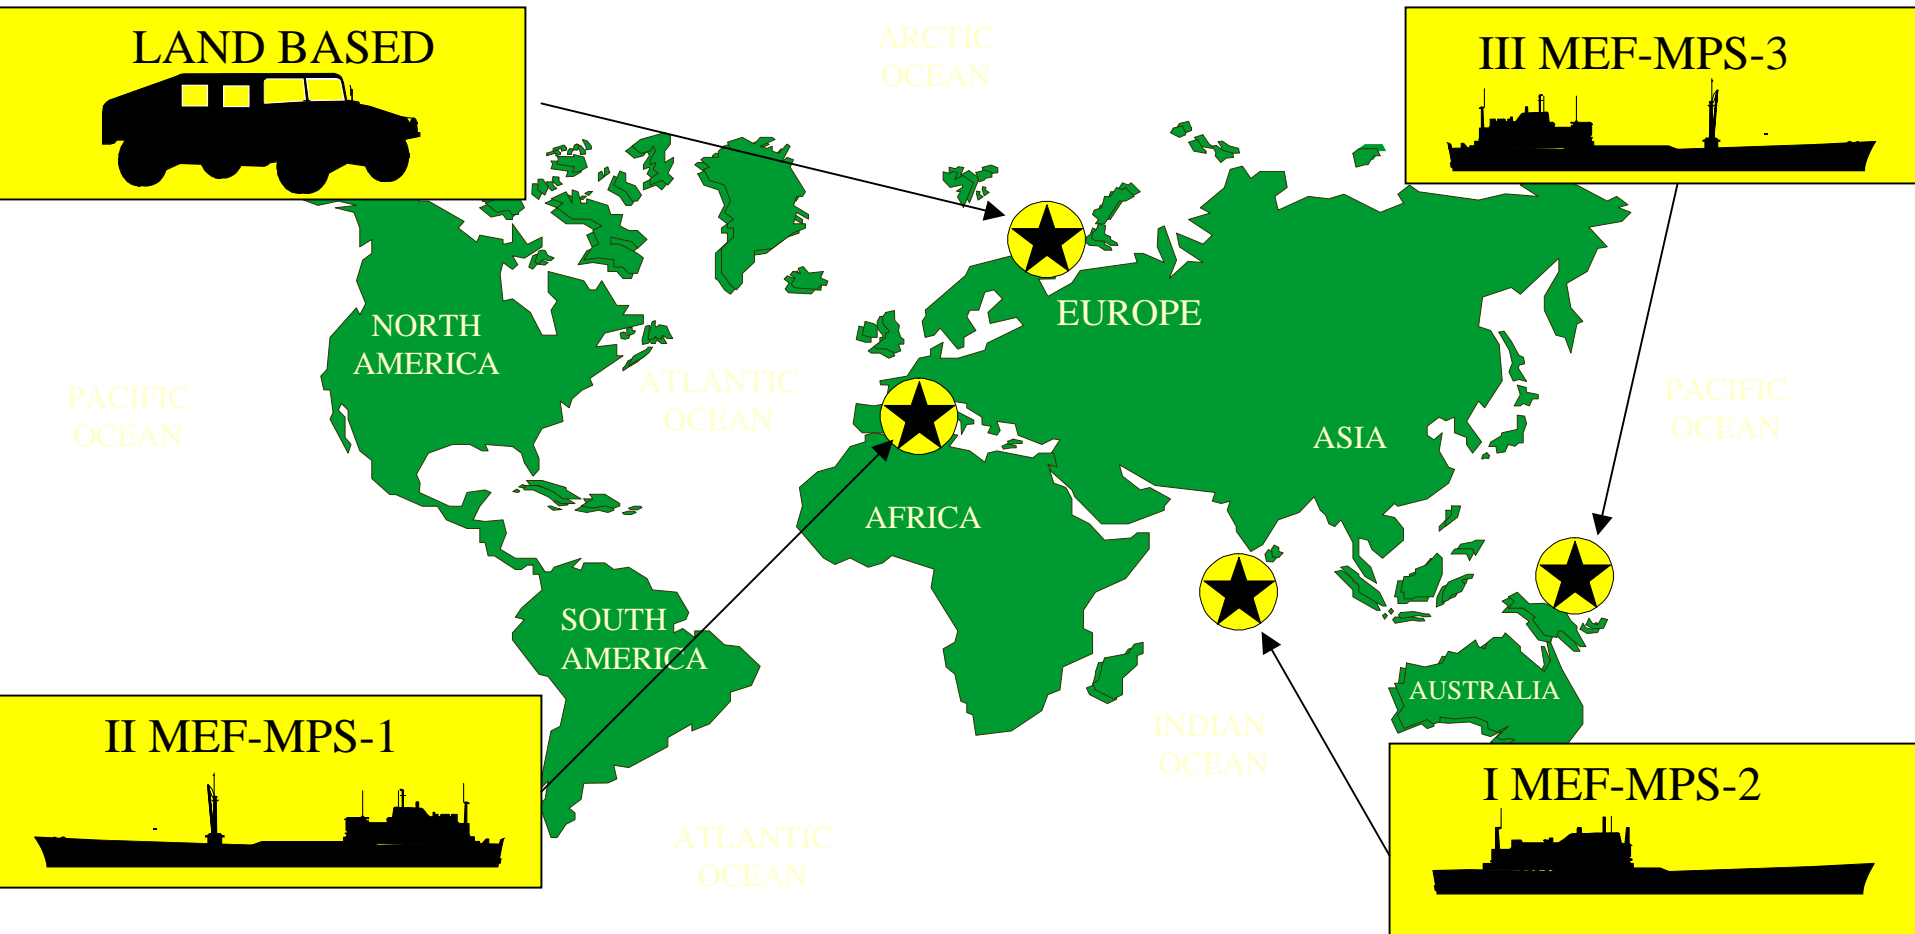 LAND BASED
ARCTIC
OCEAN
III MEF-MPS-3
NORTH
AMERICA
EUROPE
PACIFIC
OCEAN
ATLANTIC
OCEAN
ASIA
PACIFIC
OCEAN
AFRICA
SOUTH
AMERICA
AUSTRALIA
INDIAN
OCEAN
II MEF-MPS-1
I MEF-MPS-2
ATLANTIC
OCEAN